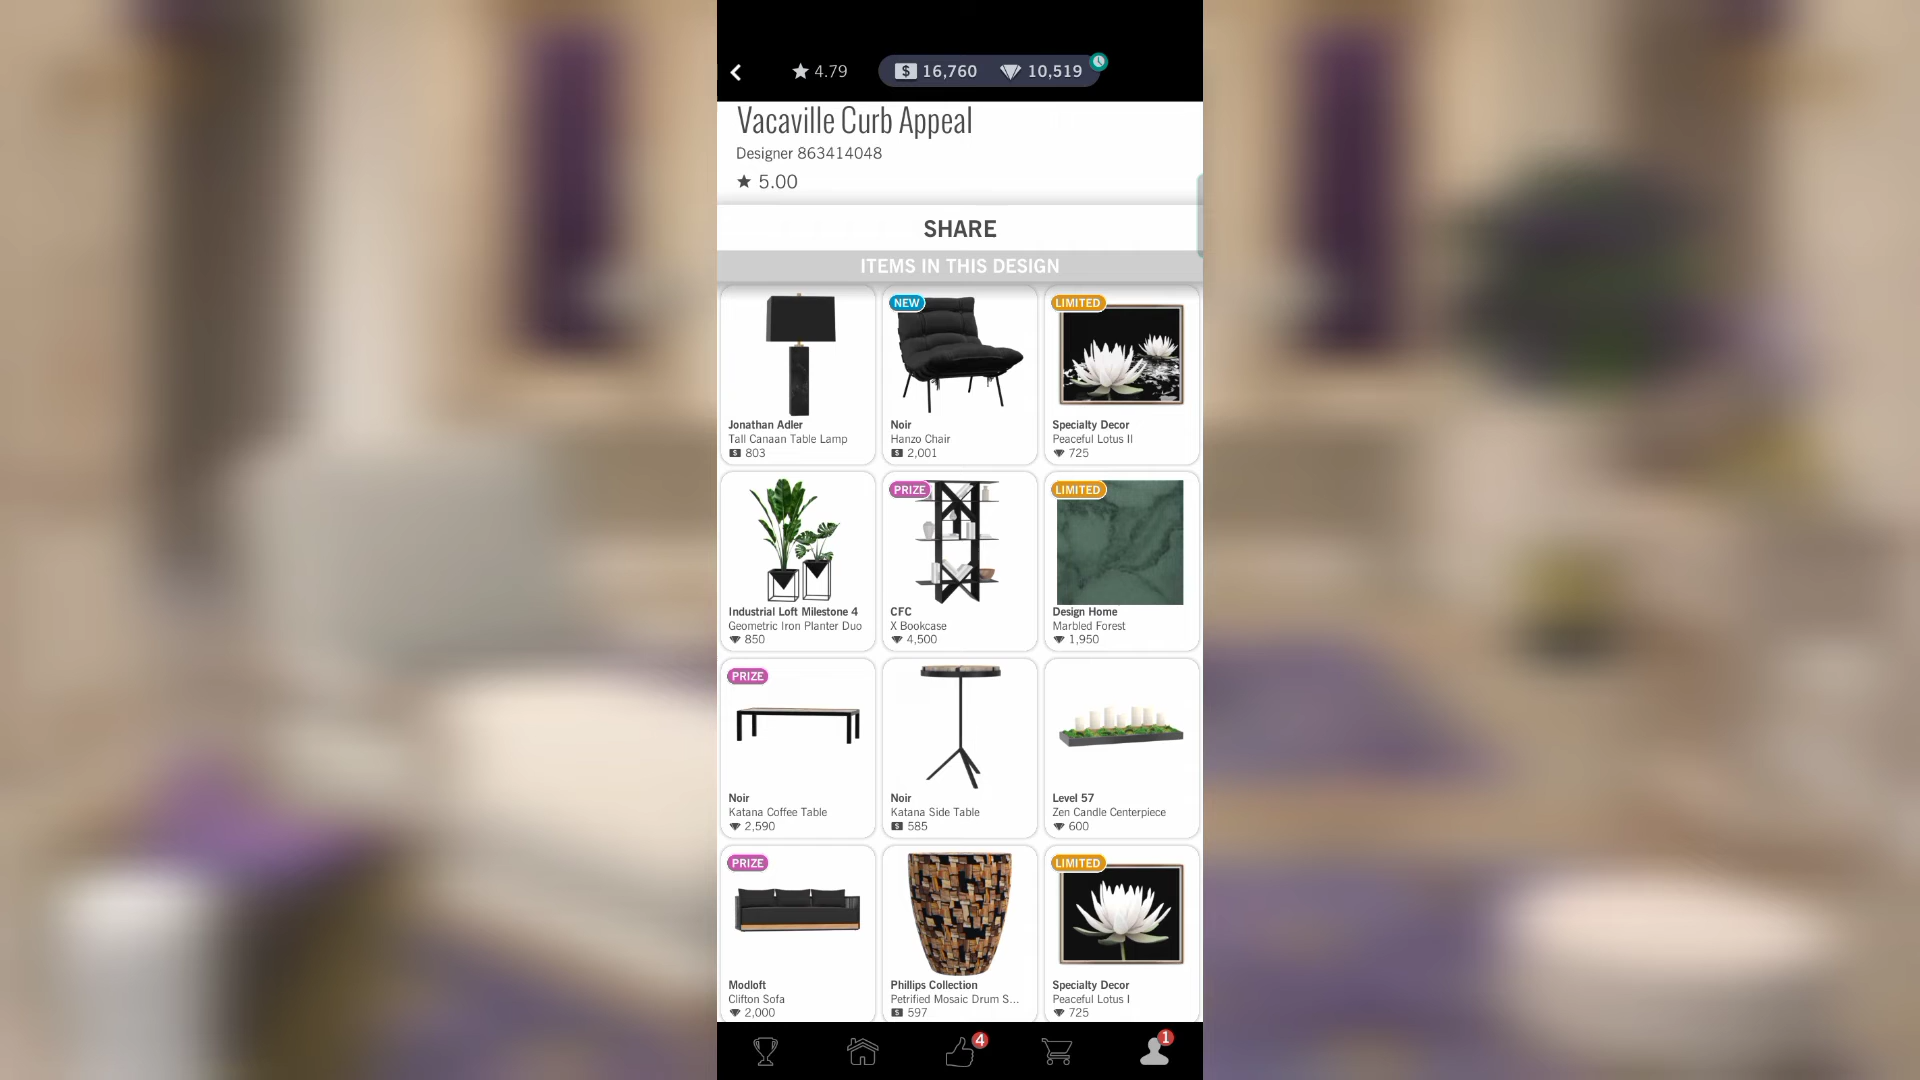 4.79
$ 16,760
10,519
Vacaville Curb Appeal
Designer 863414048
5.00
SHARE
ITEMS IN THIS DESIGN
Jonathan Adler
Tall Canaan Table Lamp
$ 803
NEW
Noir
Hanzo Chair
$ 2,001
LIMITED
Specialty Decor
Peaceful Lotus II
725
Industrial Loft Milestone 4
Geometric Iron Planter Duo
850
PRIZE
CFC
X Bookcase
4,500
LIMITED
Design Home
Marbled Forest
1,950
PRIZE
Noir
Katana Coffee Table
2,590
Noir
Katana Side Table
$ 585
Level 57
Zen Candle Centerpiece
600
PRIZE
Modloft
Clifton Sofa
2,000
Phillips Collection
Petrified Mosaic Drum S...
$ 597
LIMITED
Specialty Decor
Peaceful Lotus I
725
4
1